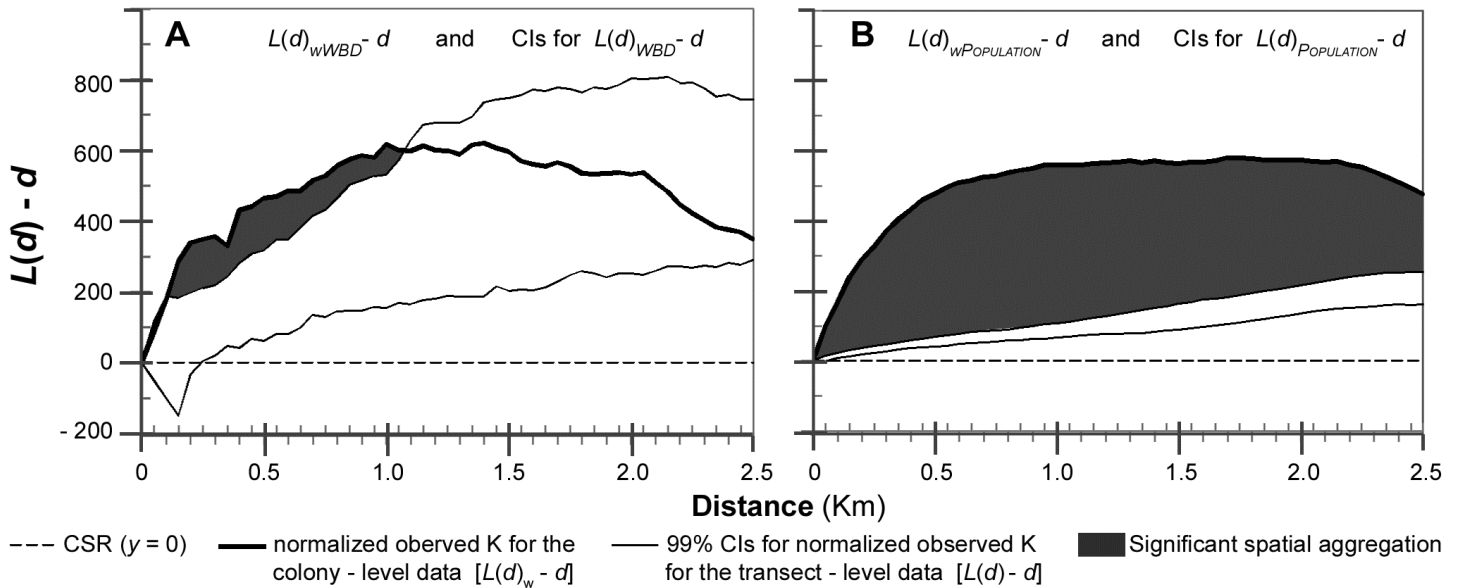 A L(d)wWBD - d and CIs for L(d)WBD - d
B L(d)wPOPULATION - d and CIs for L(d)POPULATION - d
L(d) - d
800
600
400
200
0
- 200
0 0.5 1.0 1.5 2.0 2.5
0 0.5 1.0 1.5 2.0 2.5
Distance (Km)
CSR (y = 0)
normalized oberved K for the
colony - level data [L(d)w - d]
99% CIs for normalized observed K
for the transect - level data [L(d) - d]
Significant spatial aggregation